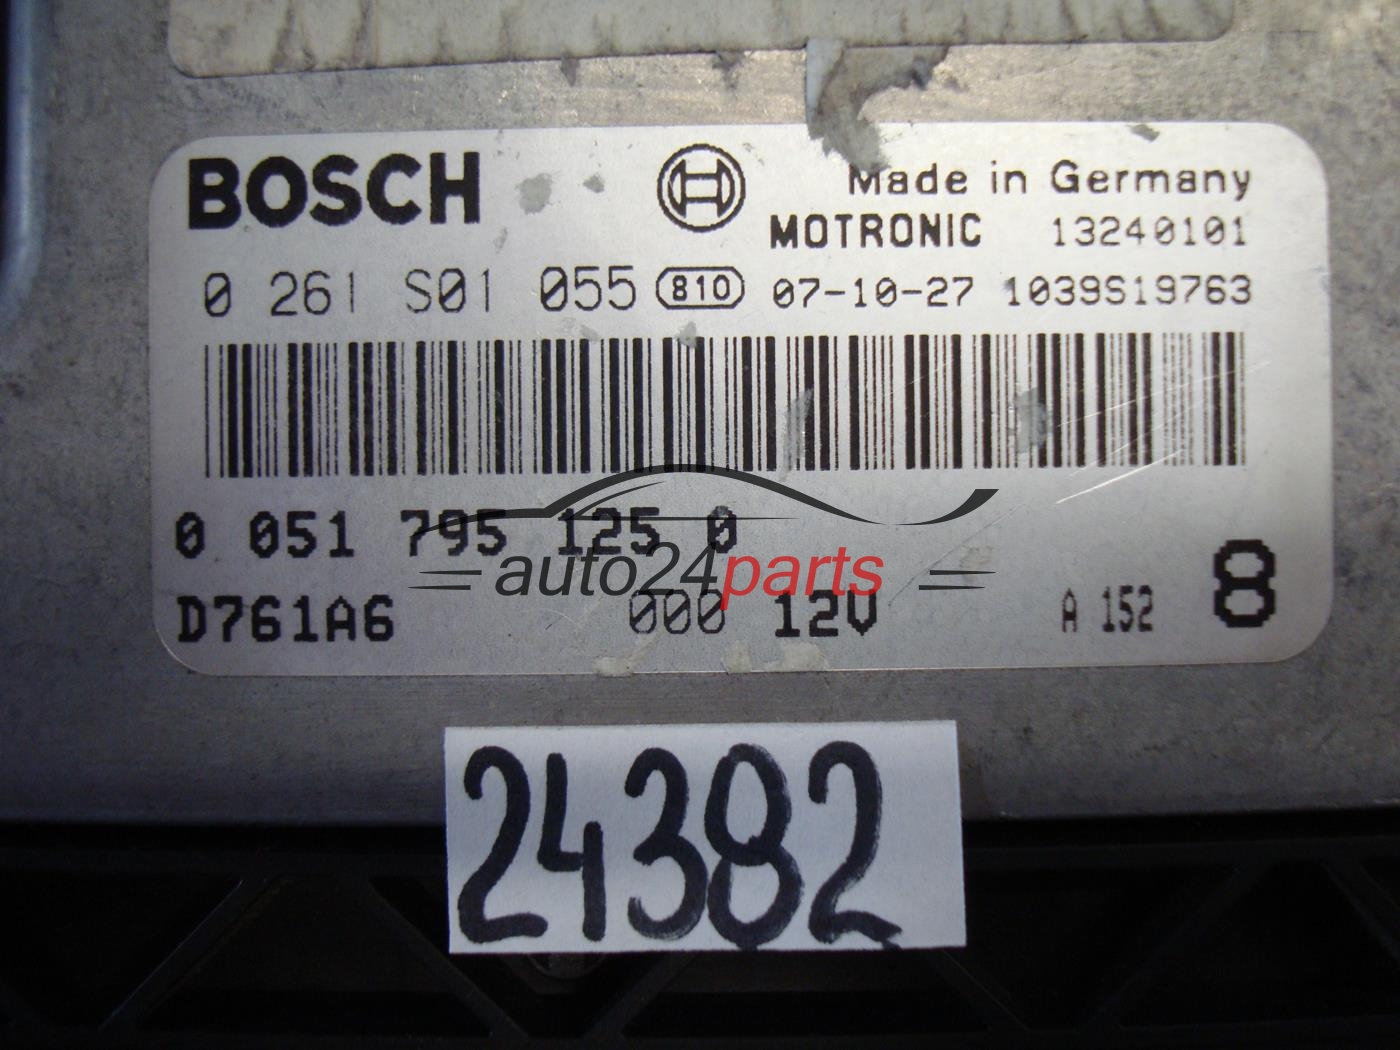 BOSCH
Made in Germany
MOTRONIC 13240101
0 261 S01 055 810 07-10-27 1039S19763
0 051 795 125 0
auto24parts
D761A6 000 12V A 152 8
24382